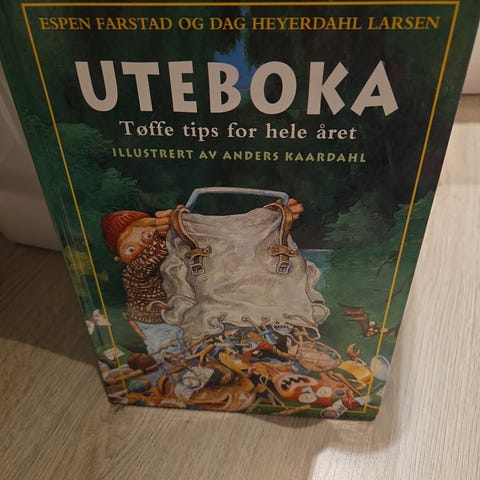 ESPEN FARSTAD OG DAG HEYERDAHL LARSEN
UTEBOKA
Tøffe tips for hele året
ILLUSTRERT AV ANDERS KAARDAHL